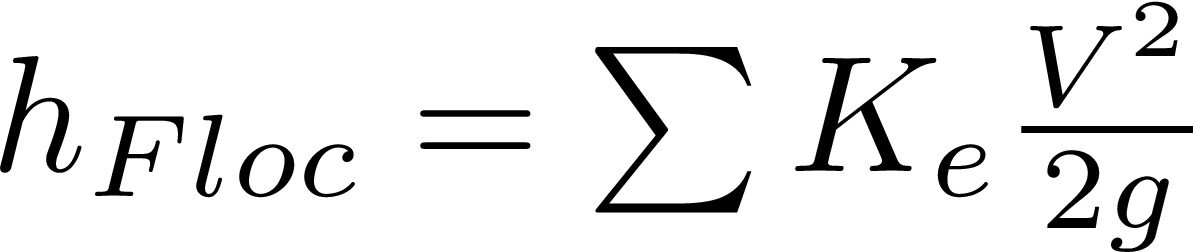 h_{Floc} = \sum K_e \frac{V^2}{2g}